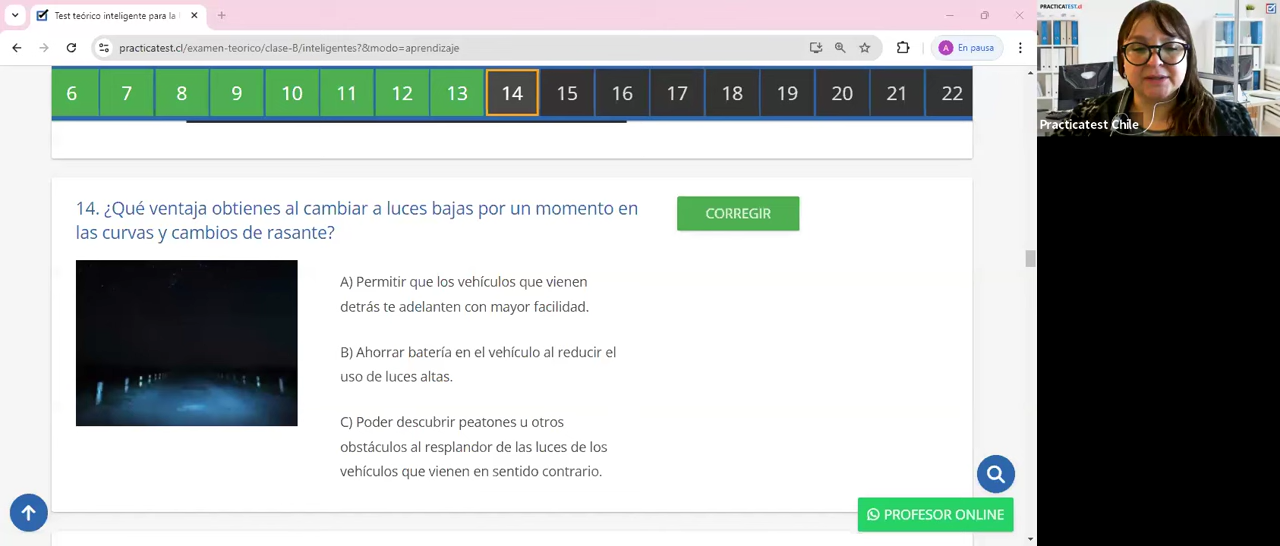 Test teórico inteligente para la
practicatest.cl/examen-teorico/clase-B/inteligentes?&modo=aprendizaje
A En pausa
PRACTICATEST.cl
6 7 8 9 10 11 12 13 14 15 16 17 18 19 20 21 22
Practicatest Chile
14. ¿Qué ventaja obtienes al cambiar a luces bajas por un momento en
las curvas y cambios de rasante?
CORREGIR
A) Permitir que los vehículos que vienen
detrás te adelanten con mayor facilidad.
B) Ahorrar batería en el vehículo al reducir el
uso de luces altas.
C) Poder descubrir peatones u otros
obstáculos al resplandor de las luces de los
vehículos que vienen en sentido contrario.
PROFESOR ONLINE